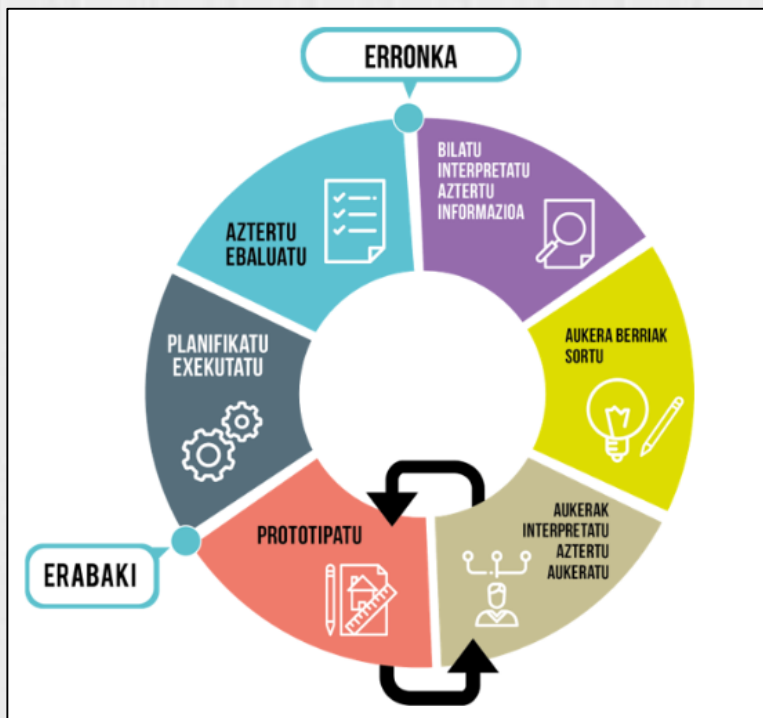 ERRONKA
BILATU
INTERPRETATU
AZTERTU
INFORMAZIOA
AUKERA BERRIAK
SORTU
AUKERAK
INTERPRETATU
AZTERTU
AUKERATU
PROTOTIPATU
ERABAKI
PLANIFIKATU
EXEKUTATU
AZTERTU
EBALUATU